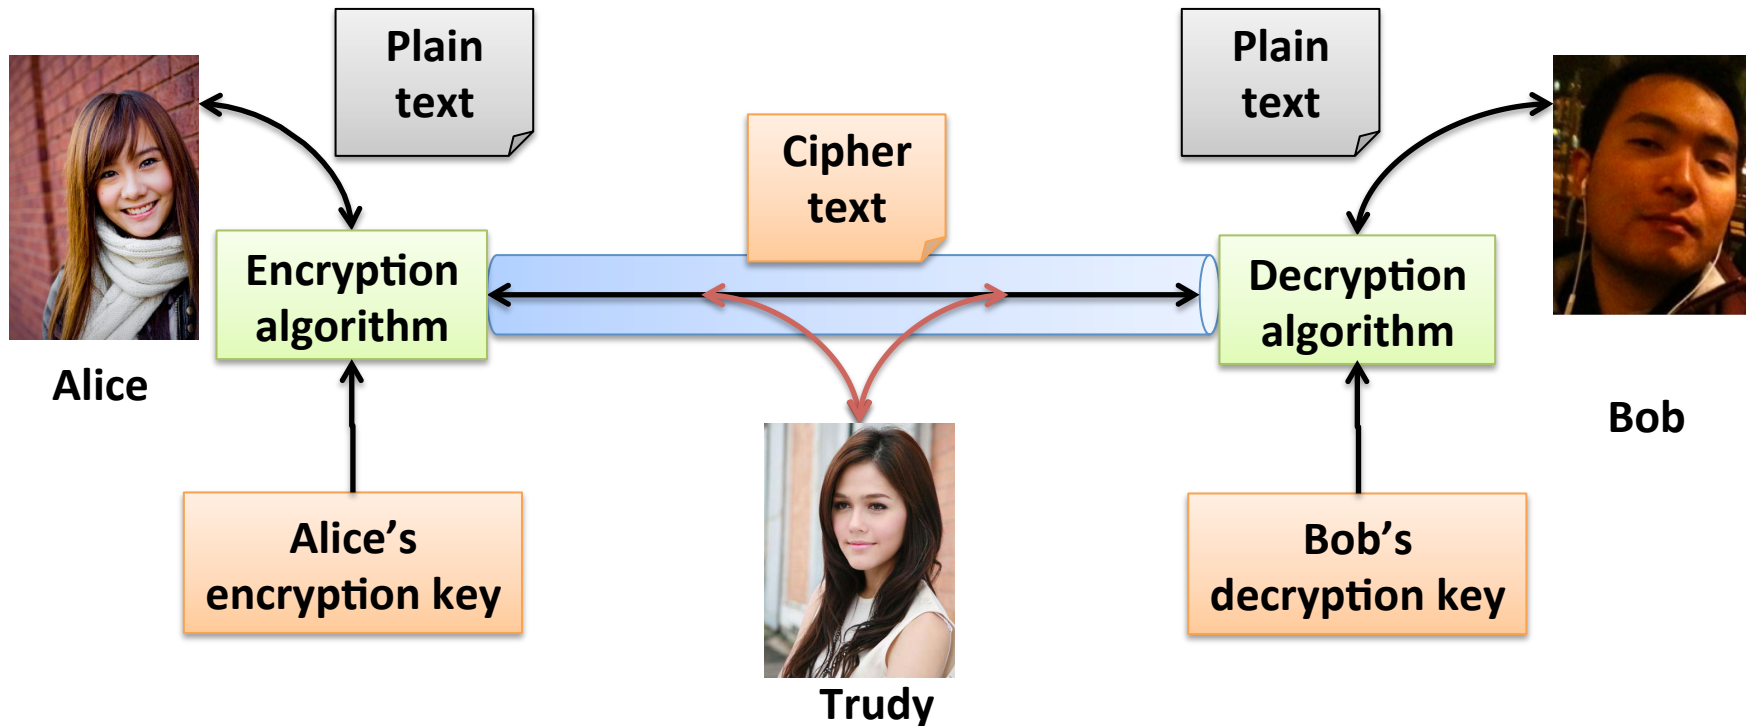 Plain
text
Plain
text
Cipher
text
Encryption
algorithm
Decryption
algorithm
Alice
Bob
Alice’s
encryption key
Bob’s
decryption key
Trudy